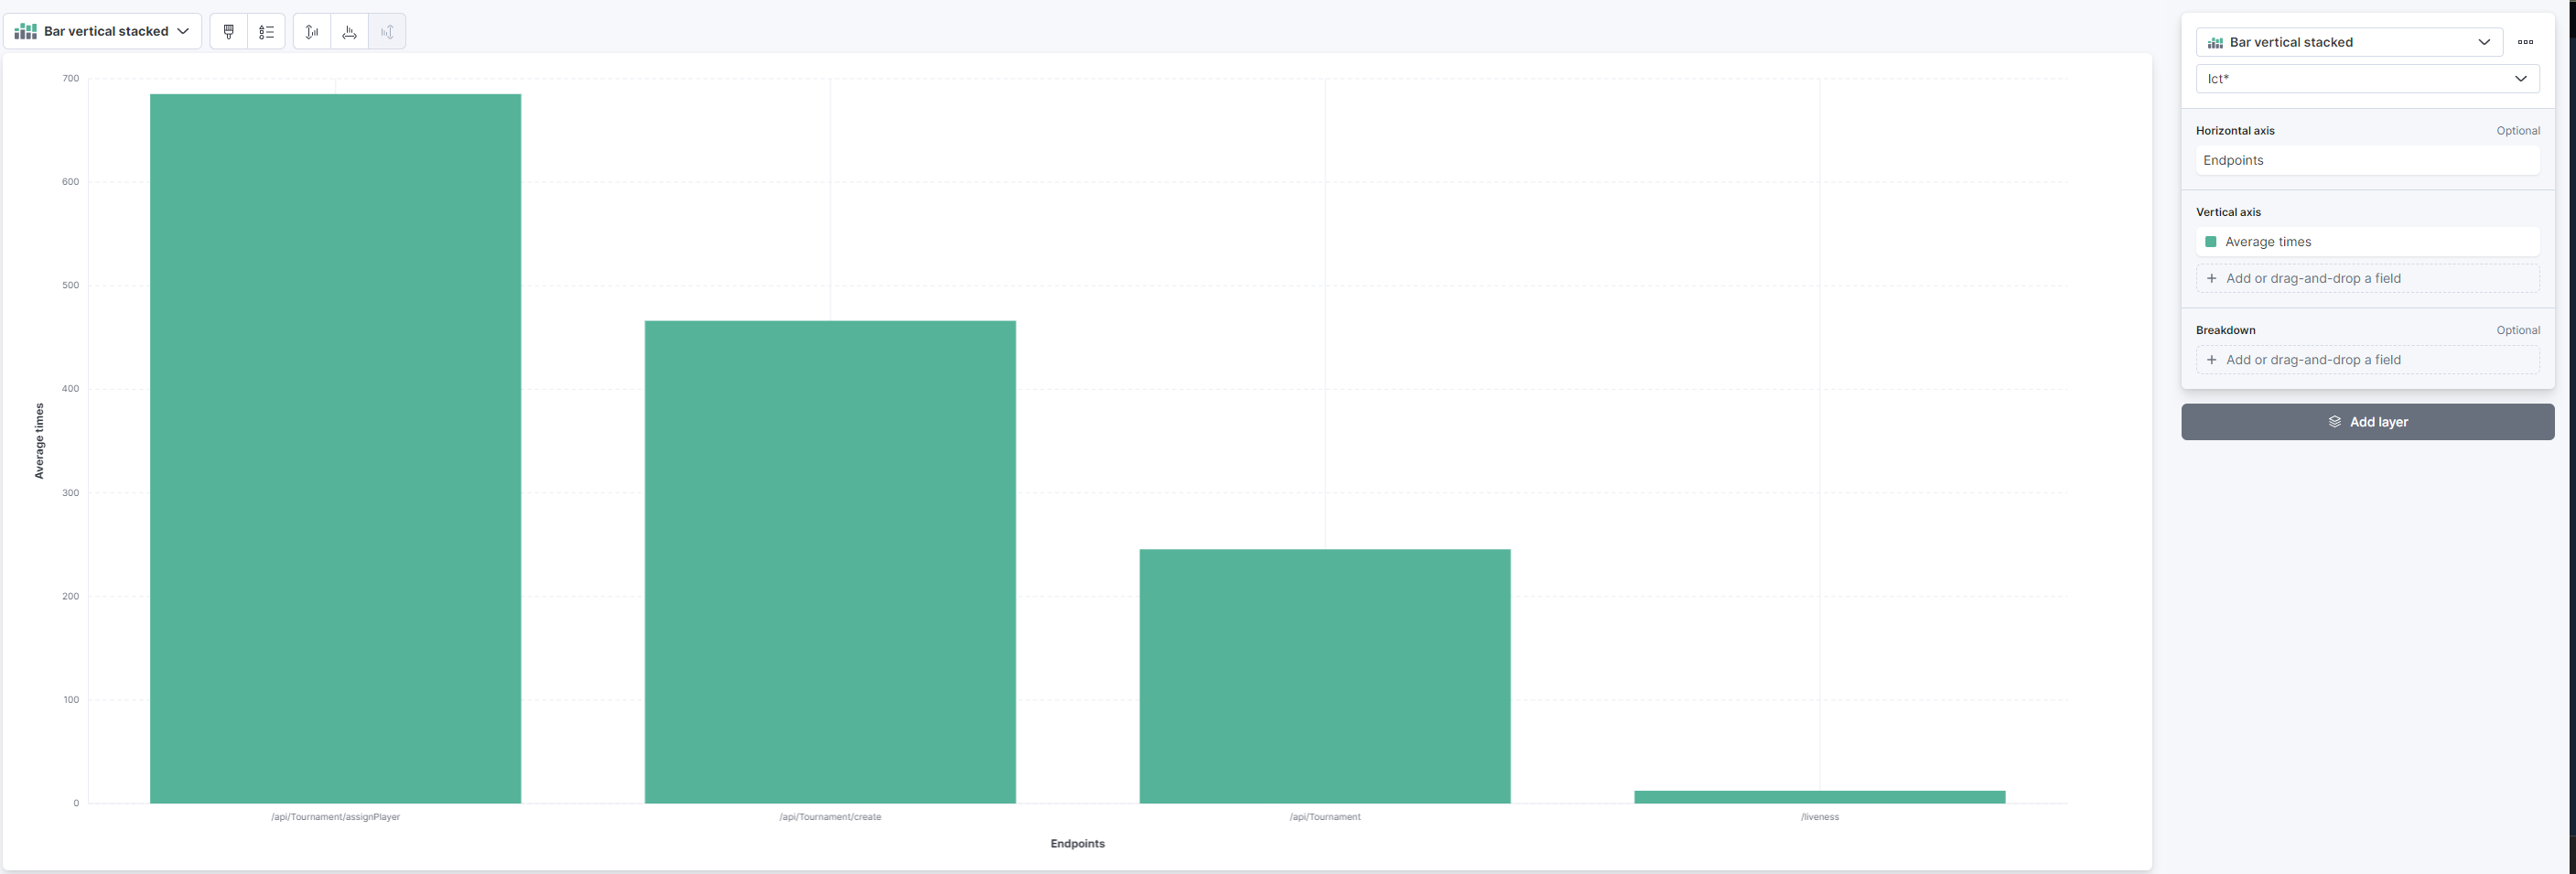 Bar vertical stacked
700
600
500
400
300
200
100
0
Average times
/api/Tournament/assignPlayer
/api/Tournament/create
/api/Tournament
/liveness
Endpoints
Bar vertical stacked
lct*
Horizontal axis Optional
Endpoints
Vertical axis
Average times
Add or drag-and-drop a field
Breakdown Optional
Add or drag-and-drop a field
Add layer